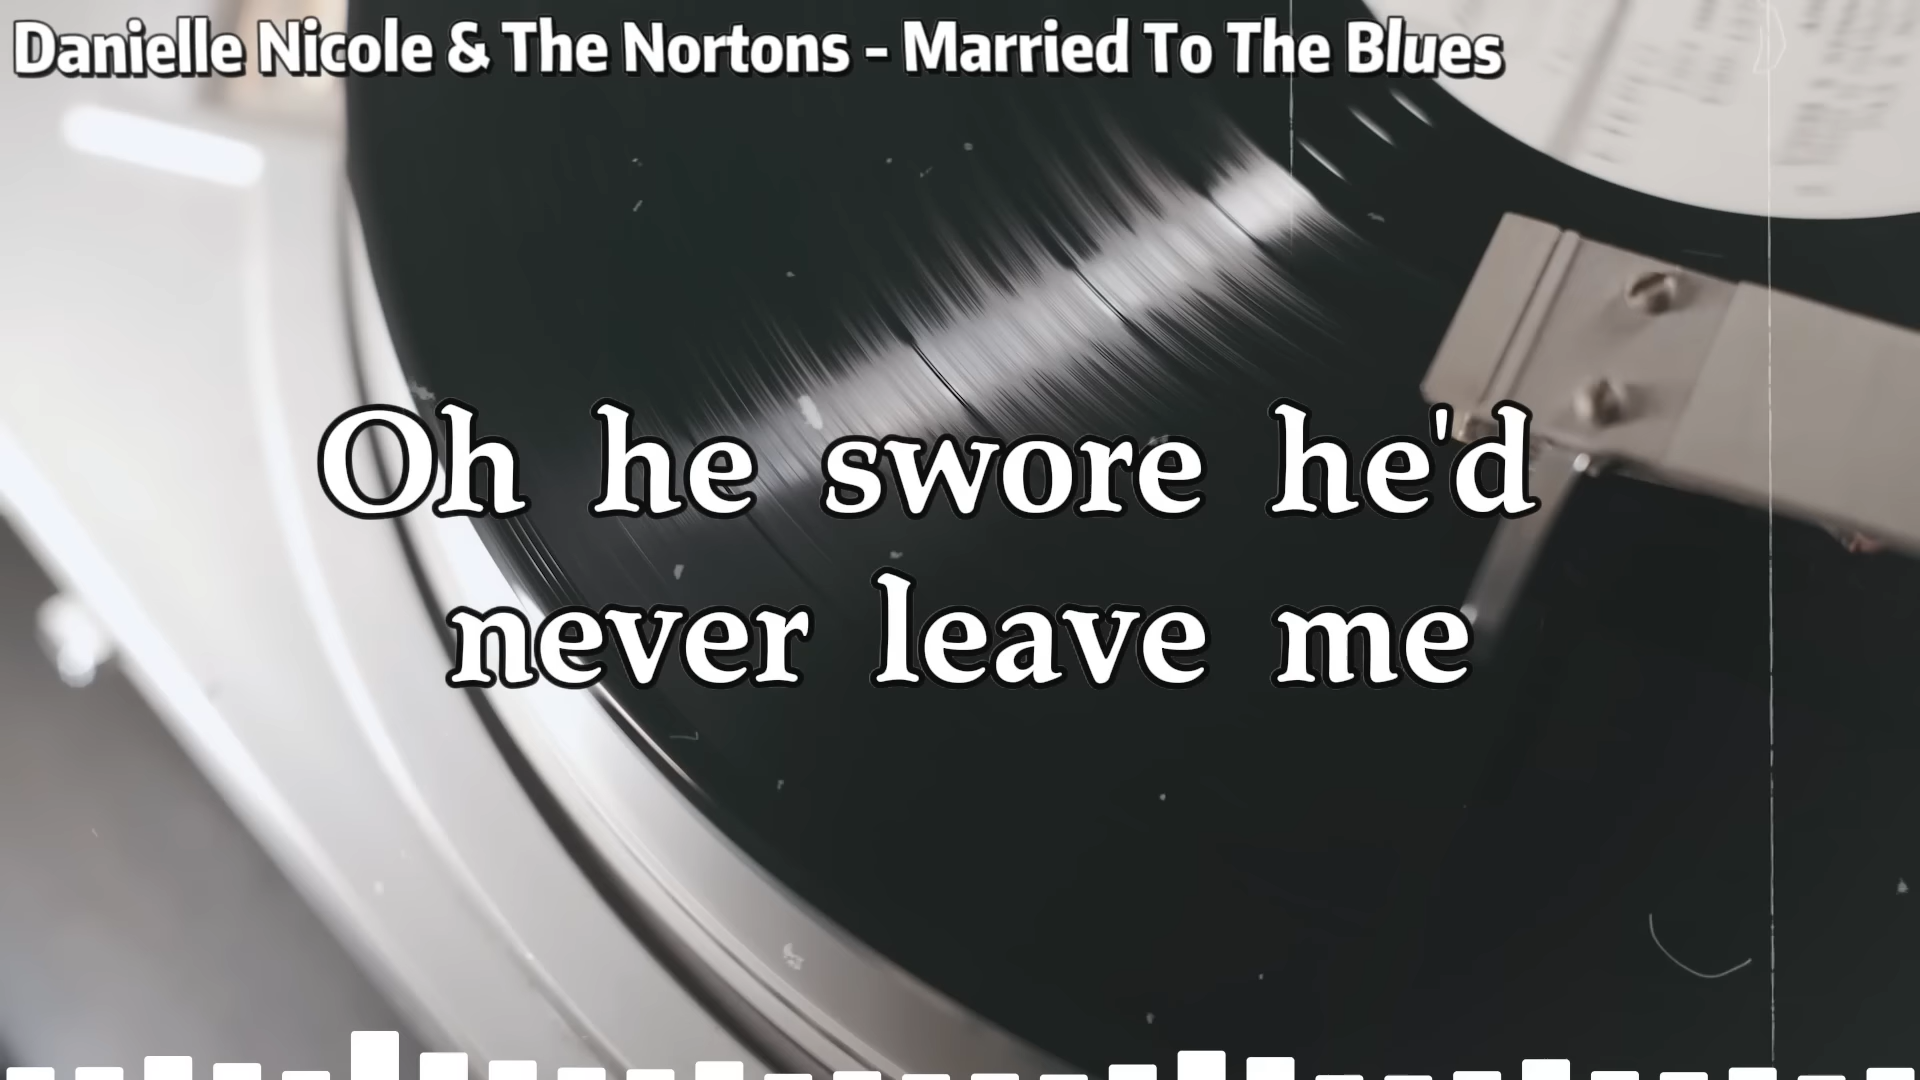 Danielle Nicole & The Nortons - Married To The Blues
Oh he swore he'd
never leave me